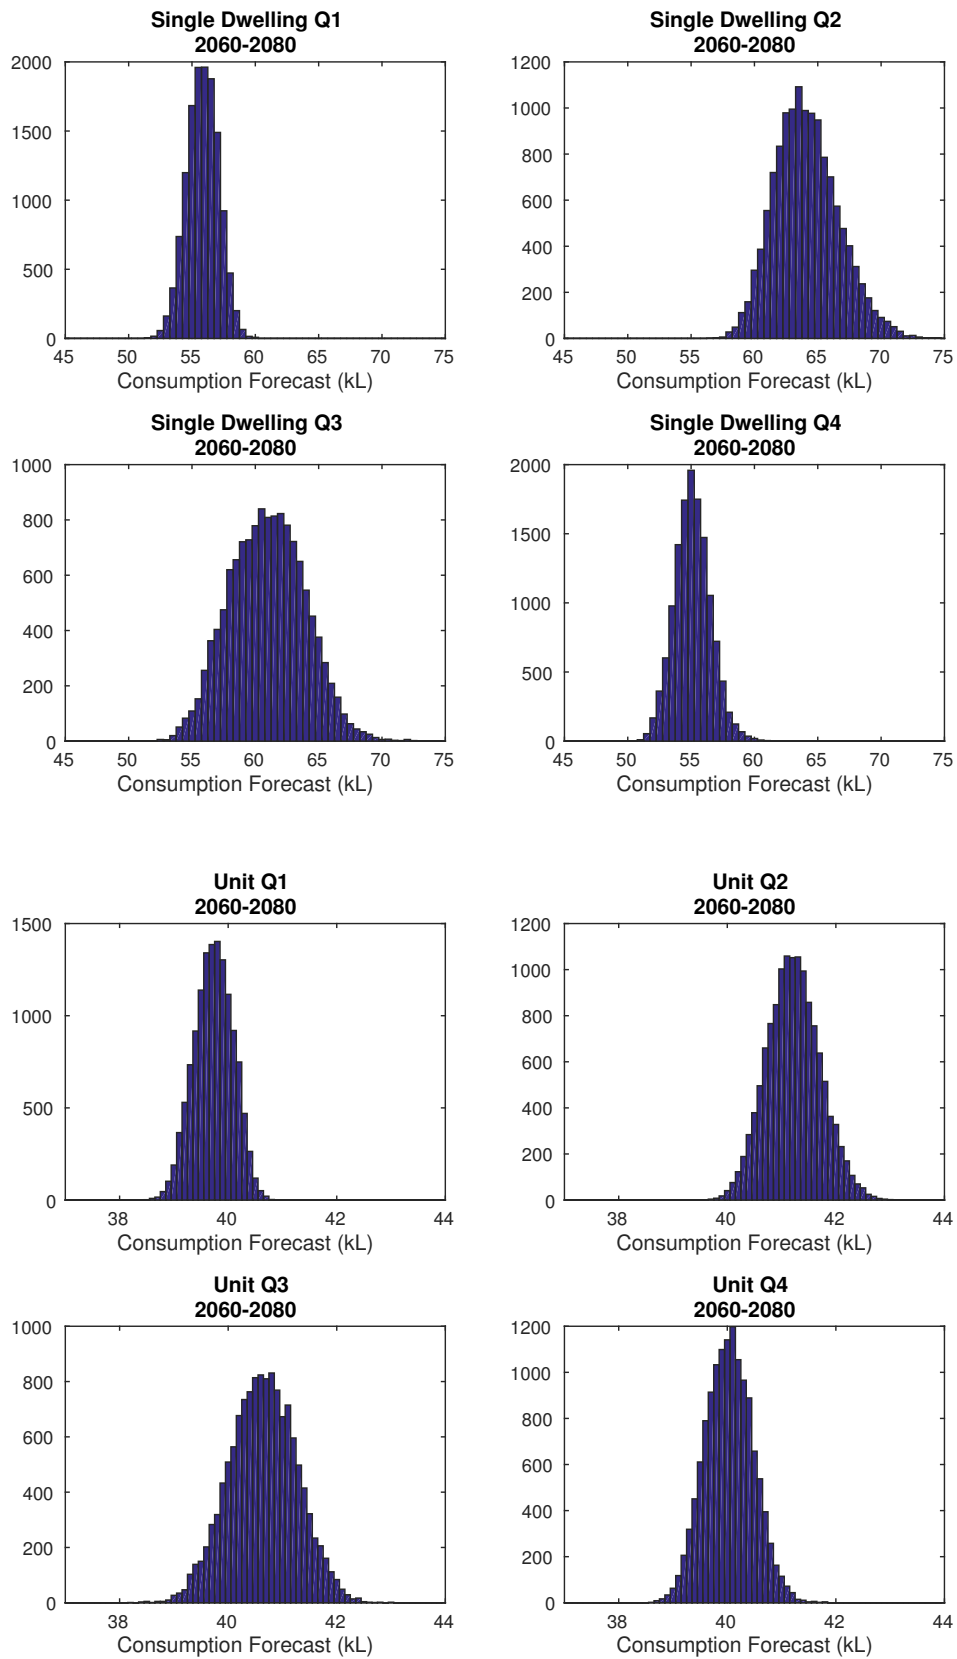 Single Dwelling Q1
2060-2080
2000
1500
1000
500
0
45 50 55 60 65 70 75
Consumption Forecast (kL)
Single Dwelling Q2
2060-2080
1200
1000
800
600
400
200
0
45 50 55 60 65 70 75
Consumption Forecast (kL)
Single Dwelling Q3
2060-2080
1000
800
600
400
200
0
45 50 55 60 65 70 75
Consumption Forecast (kL)
Single Dwelling Q4
2060-2080
2000
1500
1000
500
0
45 50 55 60 65 70 75
Consumption Forecast (kL)
Unit Q1
2060-2080
1500
1000
500
0
38 40 42 44
Consumption Forecast (kL)
Unit Q2
2060-2080
1200
1000
800
600
400
200
0
38 40 42 44
Consumption Forecast (kL)
Unit Q3
2060-2080
1000
800
600
400
200
0
38 40 42 44
Consumption Forecast (kL)
Unit Q4
2060-2080
1200
1000
800
600
400
200
0
38 40 42 44
Consumption Forecast (kL)